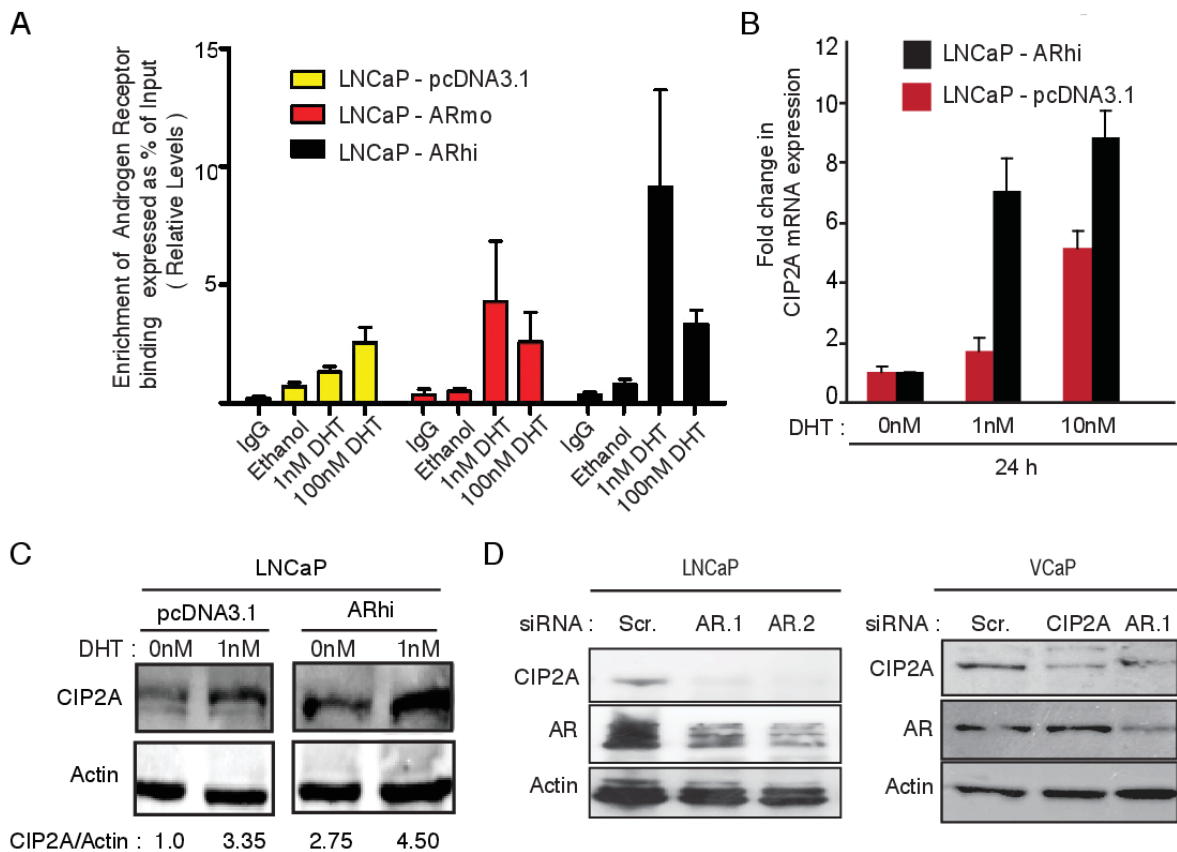 A
Enrichment of Androgen Receptor
binding expressed as % of Input
( Relative Levels )
15
10
5
LNCaP - pcDNA3.1
LNCaP - ARmo
LNCaP - ARhi
IgG
Ethanol
1nM DHT
100nM DHT
IgG
Ethanol
1nM DHT
100nM DHT
IgG
Ethanol
1nM DHT
100nM DHT
B
Fold change in
CIP2A mRNA expression
12
10
8
6
4
2
0
LNCaP - ARhi
LNCaP - pcDNA3.1
DHT : 0nM 1nM 10nM
24 h
C
LNCaP
pcDNA3.1 ARhi
DHT : 0nM 1nM 0nM 1nM
CIP2A
Actin
CIP2A/Actin 1.0 3.35 2.75 4.50
D
LNCaP
siRNA : Scr. AR.1 AR.2
CIP2A
AR
Actin
VCaP
siRNA : Scr. CIP2A AR.1
CIP2A
AR
Actin